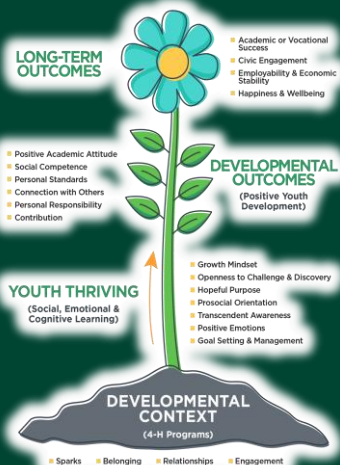 LONG-TERM
OUTCOMES
Academic or Vocational
Success
Civic Engagement
Employability & Economic
Stability
Happiness & Wellbeing
Positive Academic Attitude
Social Competence
Personal Standards
Connection with Others
Personal Responsibility
Contribution
DEVELOPMENTAL
OUTCOMES
(Positive Youth
Development)
YOUTH THRIVING
(Social, Emotional &
Cognitive Learning)
Growth Mindset
Openness to Challenge & Discovery
Hopeful Purpose
Prosocial Orientation
Transcendent Awareness
Positive Emotions
Goal Setting & Management
DEVELOPMENTAL
CONTEXT
(4-H Programs)
Sparks Belonging Relationships Engagement